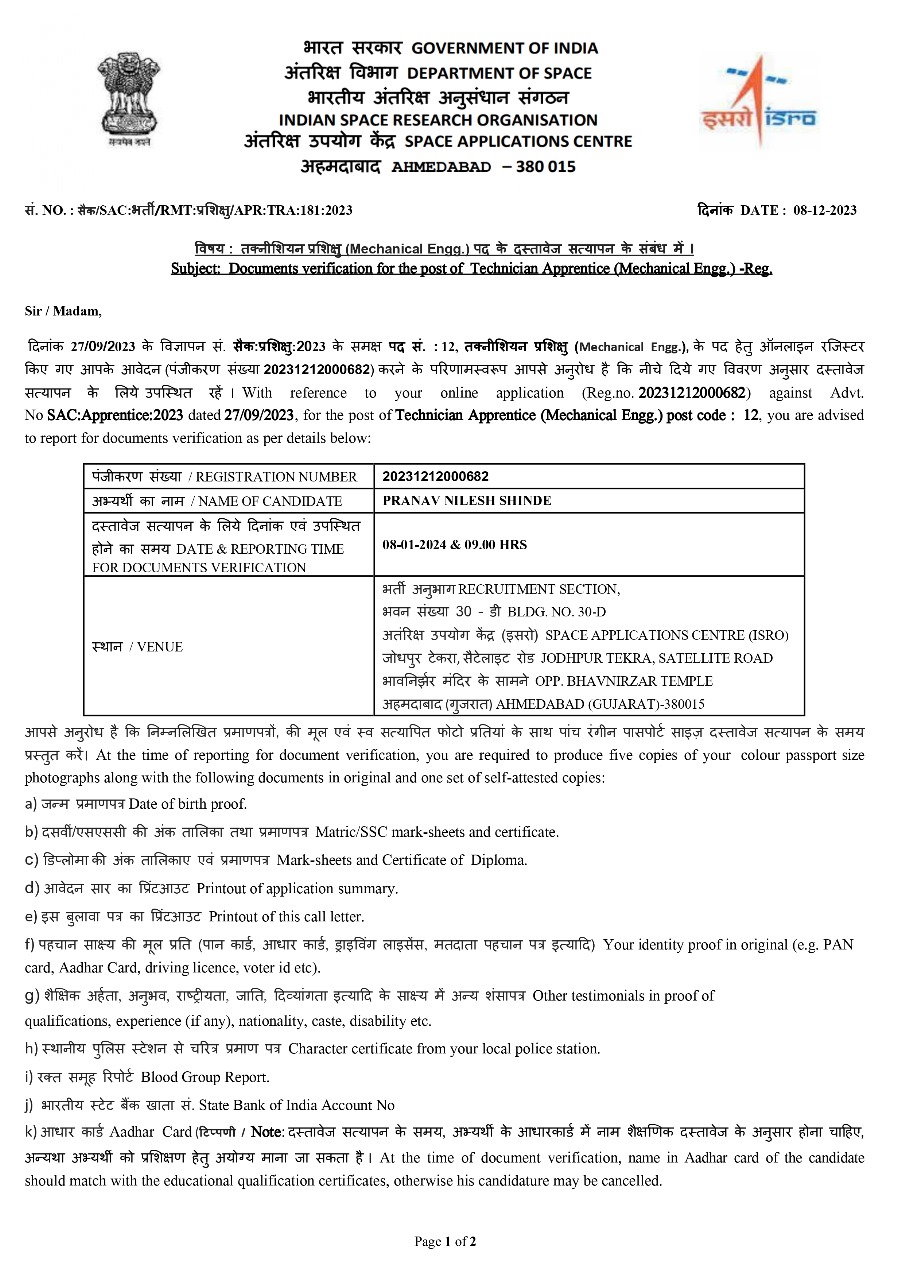 भारत सरकार GOVERNMENT OF INDIA
अंतरिक्ष विभाग DEPARTMENT OF SPACE
भारतीय अंतरिक्ष अनुसंधान संगठन
INDIAN SPACE RESEARCH ORGANISATION
अंतरिक्ष उपयोग केंद्र SPACE APPLICATIONS CENTRE
अहमदाबाद AHMEDABAD – 380 015
सत्यमेव जयते
इसरो isro
सं. NO. : सैक/SAC:भर्ती/RMT:प्रशिक्षु/APR:TRA:181:2023 दिनांक DATE : 08-12-2023
विषय : तक्नीशियन प्रशिक्षु (Mechanical Engg.) पद के दस्तावेज सत्यापन के संबंध में ।
Subject: Documents verification for the post of Technician Apprentice (Mechanical Engg.) -Reg.
Sir / Madam,
दिनांक 27/09/2023 के विज्ञापन सं. सैक:प्रशिक्षु:2023 के समक्ष पद सं. : 12, तक्नीशियन प्रशिक्षु (Mechanical Engg.), के पद हेतु ऑनलाइन रजिस्टर
किए गए आपके आवेदन (पंजीकरण संख्या 20231212000682) करने के परिणामस्वरूप आपसे अनुरोध है कि नीचे दिये गए विवरण अनुसार दस्तावेज
सत्यापन के लिये उपस्थित रहें । With reference to your online application (Reg.no. 20231212000682) against Advt.
No SAC:Apprentice:2023 dated 27/09/2023, for the post of Technician Apprentice (Mechanical Engg.) post code : 12, you are advised
to report for documents verification as per details below:
पंजीकरण संख्या / REGISTRATION NUMBER 20231212000682
अभ्यर्थी का नाम / NAME OF CANDIDATE PRANAV NILESH SHINDE
दस्तावेज सत्यापन के लिये दिनांक एवं उपस्थित
होने का समय DATE & REPORTING TIME
FOR DOCUMENTS VERIFICATION
08-01-2024 & 09.00 HRS
स्थान / VENUE
भर्ती अनुभाग RECRUITMENT SECTION,
भवन संख्या 30 - डी BLDG. NO. 30-D
अतंरिक्ष उपयोग केंद्र (इसरो) SPACE APPLICATIONS CENTRE (ISRO)
जोधपुर टेकरा, सैटेलाइट रोड JODHPUR TEKRA, SATELLITE ROAD
भावनिर्झर मंदिर के सामने OPP. BHAVNIRZAR TEMPLE
अहमदाबाद (गुजरात) AHMEDABAD (GUJARAT)-380015
आपसे अनुरोध है कि निम्नलिखित प्रमाणपत्रों, की मूल एवं स्व सत्यापित फोटो प्रतियां के साथ पांच रंगीन पासपोर्ट साइज़ दस्तावेज सत्यापन के समय
प्रस्तुत करें। At the time of reporting for document verification, you are required to produce five copies of your colour passport size
photographs along with the following documents in original and one set of self-attested copies:
a) जन्म प्रमाणपत्र Date of birth proof.
b) दसवीं/एसएससी की अंक तालिका तथा प्रमाणपत्र Matric/SSC mark-sheets and certificate.
c) डिप्लोमा की अंक तालिकाए एवं प्रमाणपत्र Mark-sheets and Certificate of Diploma.
d) आवेदन सार का प्रिंटआउट Printout of application summary.
e) इस बुलावा पत्र का प्रिंटआउट Printout of this call letter.
f) पहचान साक्ष्य की मूल प्रति (पान कार्ड, आधार कार्ड, ड्राइविंग लाइसेंस, मतदाता पहचान पत्र इत्यादि) Your identity proof in original (e.g. PAN
card, Aadhar Card, driving licence, voter id etc).
g) शैक्षिक अर्हता, अनुभव, राष्ट्रीयता, जाति, दिव्यांगता इत्यादि के साक्ष्य में अन्य शंसापत्र Other testimonials in proof of
qualifications, experience (if any), nationality, caste, disability etc.
h) स्थानीय पुलिस स्टेशन से चरित्र प्रमाण पत्र Character certificate from your local police station.
i) रक्त समूह रिपोर्ट Blood Group Report.
j) भारतीय स्टेट बैंक खाता सं. State Bank of India Account No
k) आधार कार्ड Aadhar Card (टिप्पणी / Note: दस्तावेज सत्यापन के समय, अभ्यर्थी के आधारकार्ड में नाम शैक्षणिक दस्तावेज के अनुसार होना चाहिए,
अन्यथा अभ्यर्थी को प्रशिक्षण हेतु अयोग्य माना जा सकता है । At the time of document verification, name in Aadhar card of the candidate
should match with the educational qualification certificates, otherwise his candidature may be cancelled.
Page 1 of 2